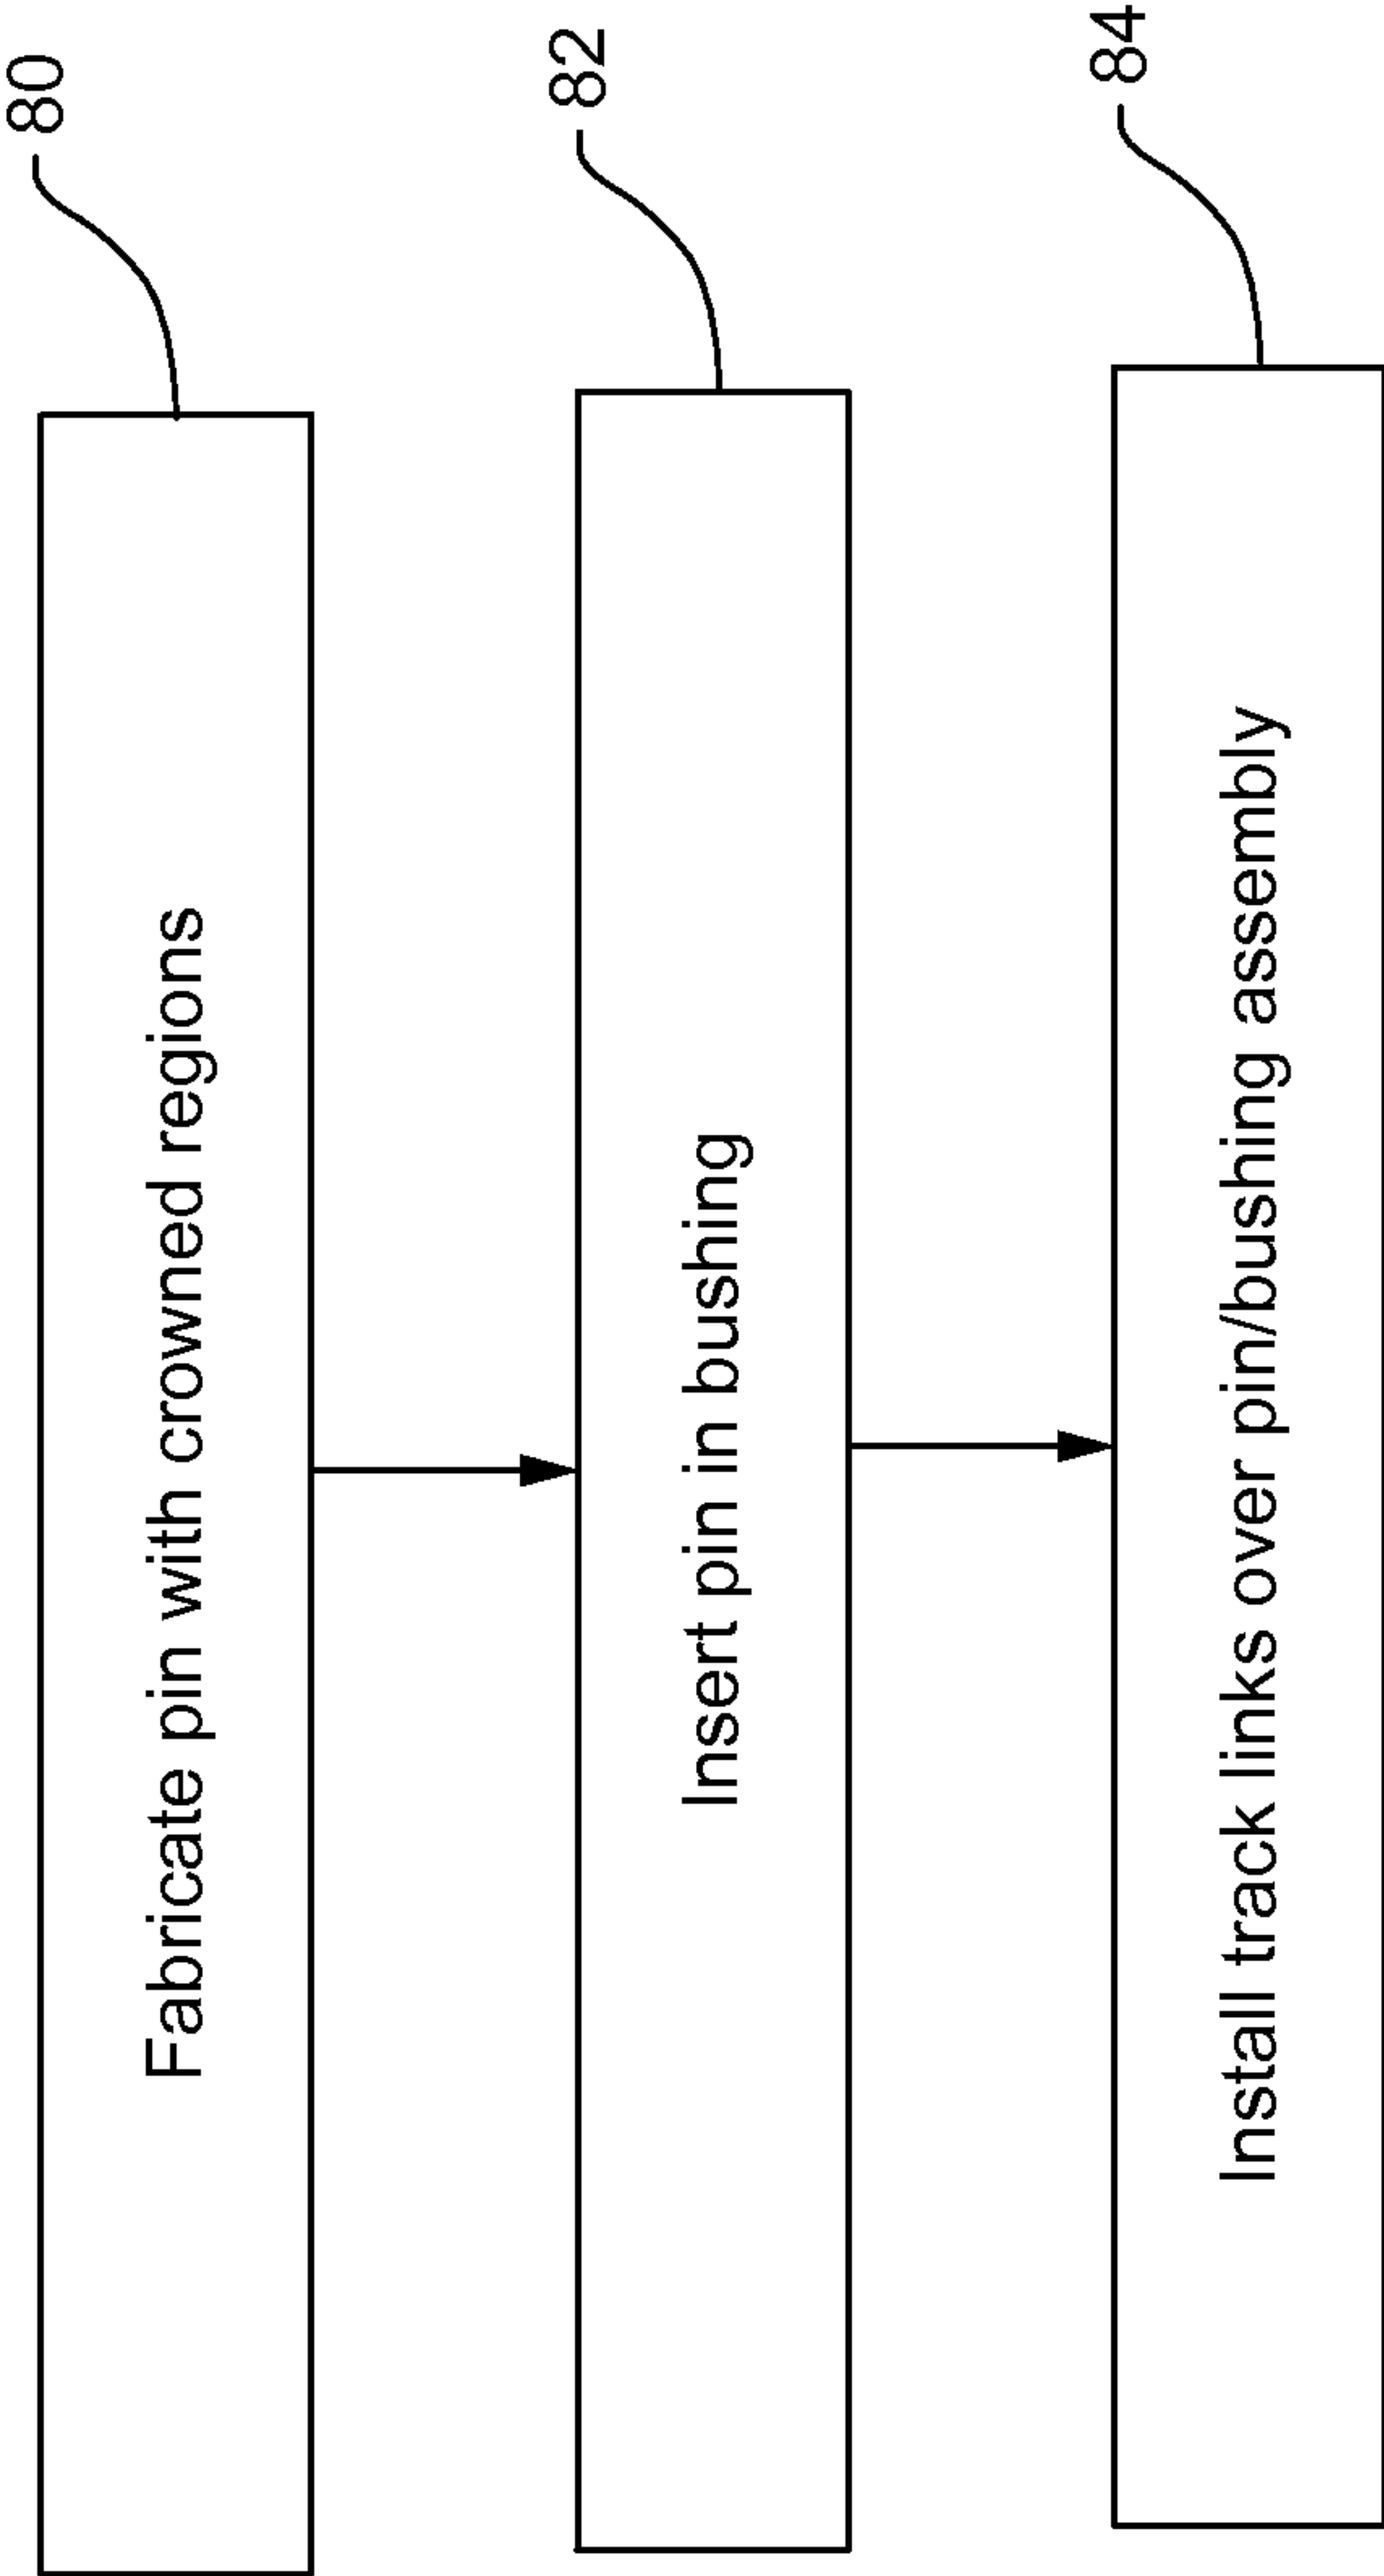 80
Fabricate pin with crowned regions
82
Insert pin in bushing
84
Install track links over pin/bushing assembly